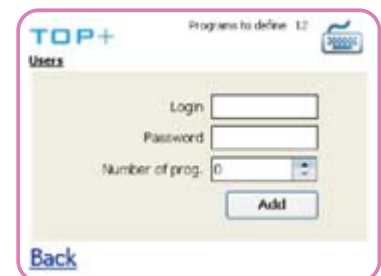 TOP+
Programs to define 12
Users
Login
Password
Number of prog. 0
Add
Back